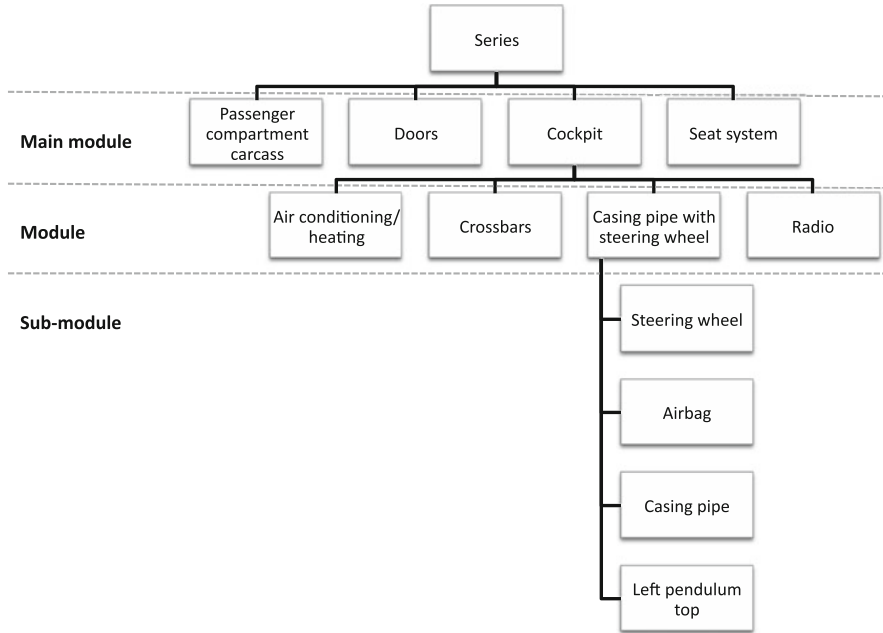 Series
Main module
Passenger
compartment
carcass
Doors
Cockpit
Seat system
Module
Air conditioning/
heating
Crossbars
Casing pipe with
steering wheel
Radio
Sub-module
Steering wheel
Airbag
Casing pipe
Left pendulum
top